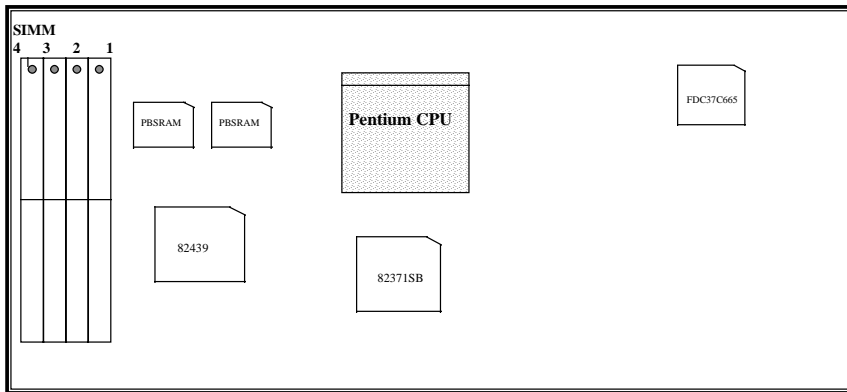 SIMM
4 3 2 1
PBSRAM PBSRAM
Pentium CPU
FDC37C665
82439
82371SB